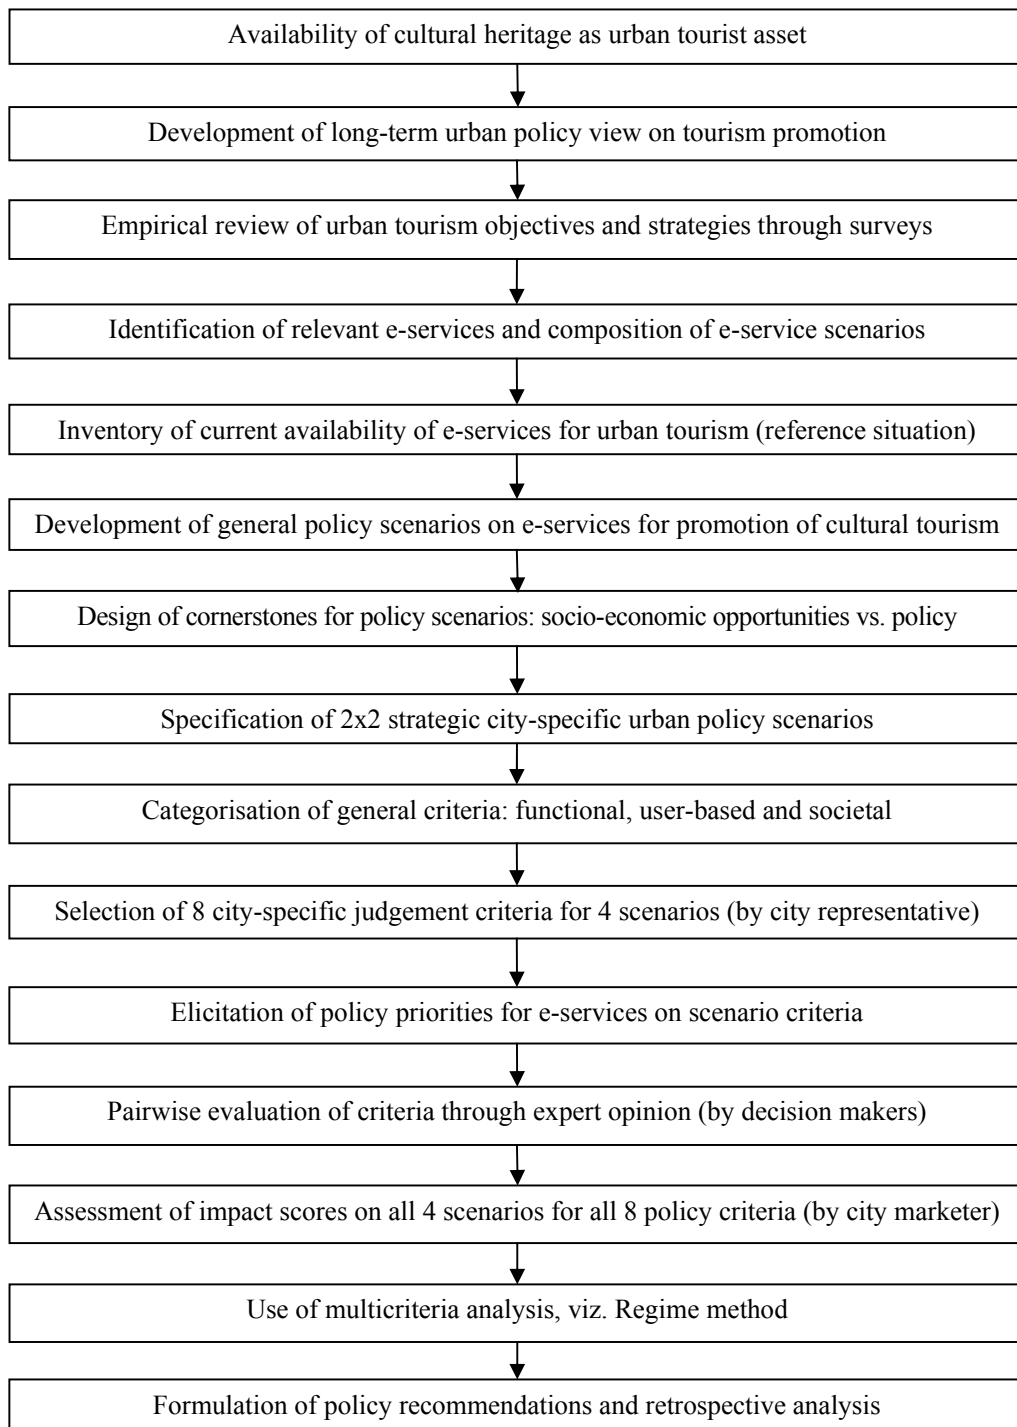 Availability of cultural heritage as urban tourist asset
Development of long-term urban policy view on tourism promotion
Empirical review of urban tourism objectives and strategies through surveys
Identification of relevant e-services and composition of e-service scenarios
Inventory of current availability of e-services for urban tourism (reference situation)
Development of general policy scenarios on e-services for promotion of cultural tourism
Design of cornerstones for policy scenarios: socio-economic opportunities vs. policy
Specification of 2x2 strategic city-specific urban policy scenarios
Categorisation of general criteria: functional, user-based and societal
Selection of 8 city-specific judgement criteria for 4 scenarios (by city representative)
Elicitation of policy priorities for e-services on scenario criteria
Pairwise evaluation of criteria through expert opinion (by decision makers)
Assessment of impact scores on all 4 scenarios for all 8 policy criteria (by city marketer)
Use of multicriteria analysis, viz. Regime method
Formulation of policy recommendations and retrospective analysis